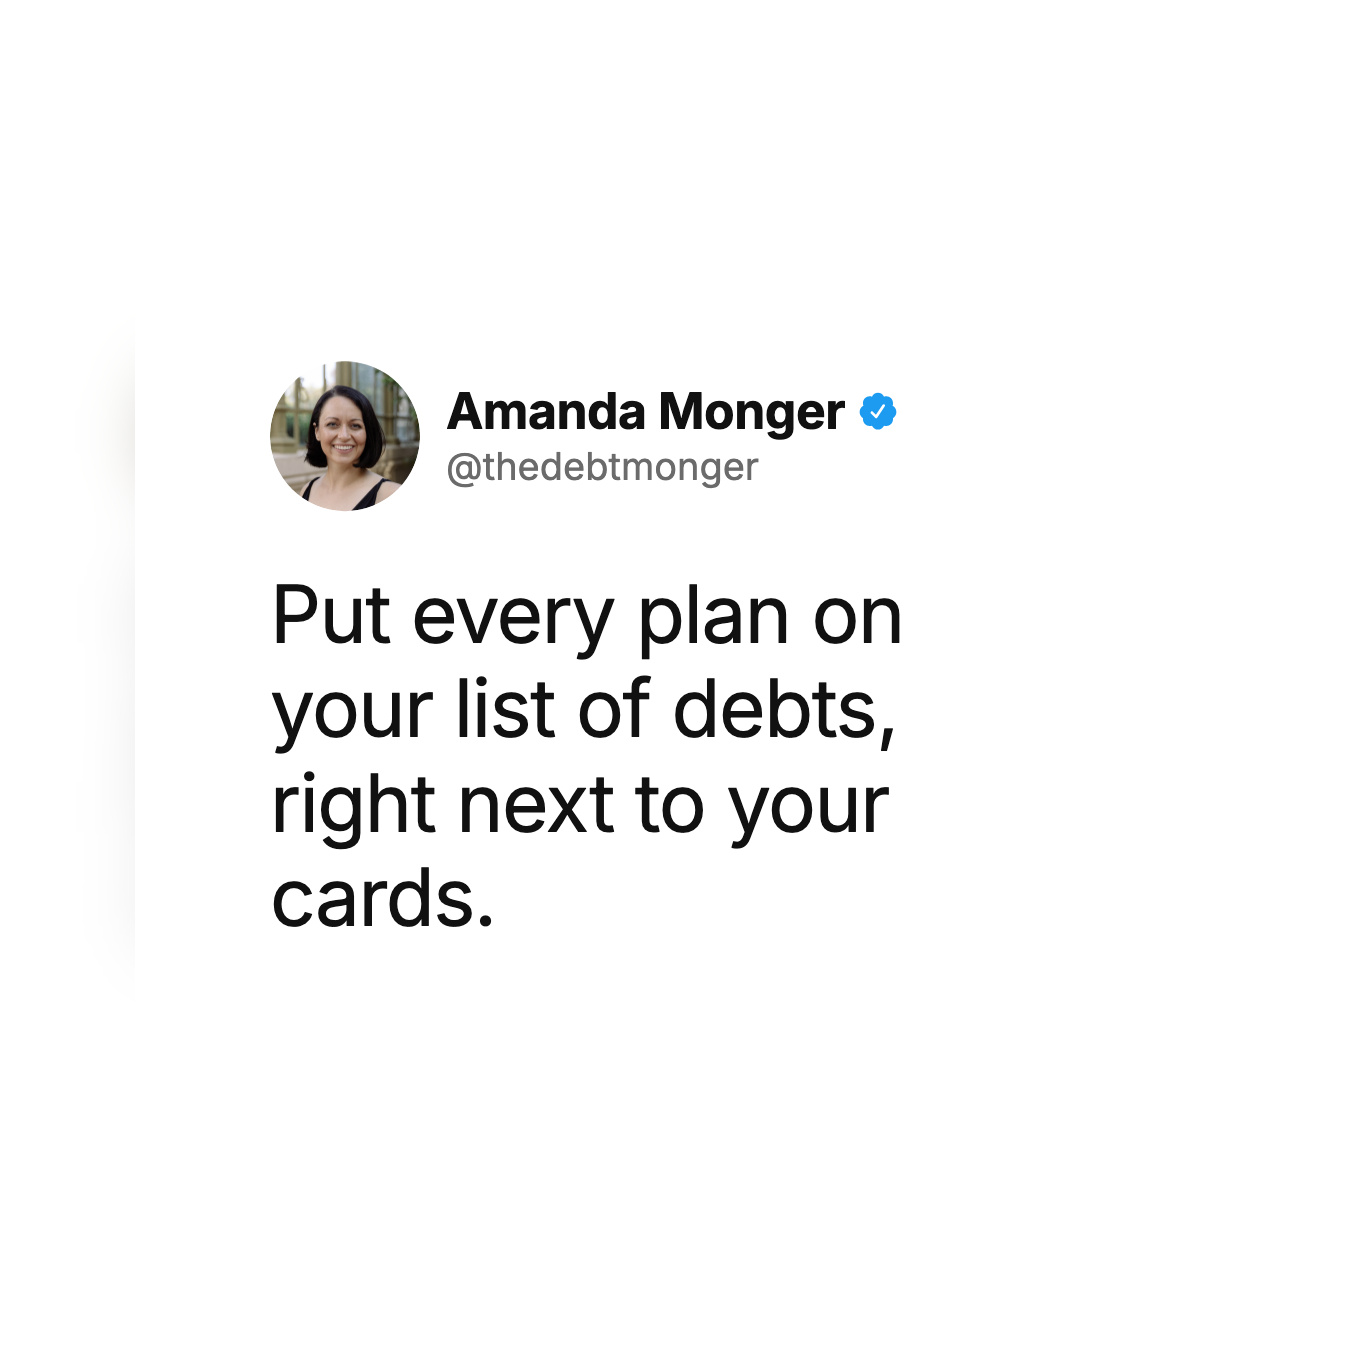 Amanda Monger
@thedebtmonger
Put every plan on
your list of debts,
right next to your
cards.